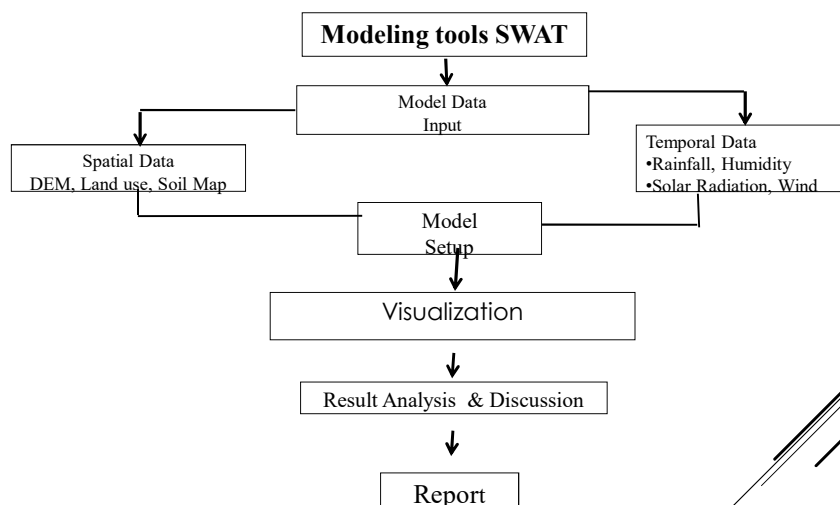 Modeling tools SWAT
Model Data
Input
Spatial Data
DEM, Land use, Soil Map
Temporal Data
•Rainfall, Humidity
•Solar Radiation, Wind
Model
Setup
Visualization
Result Analysis & Discussion
Report